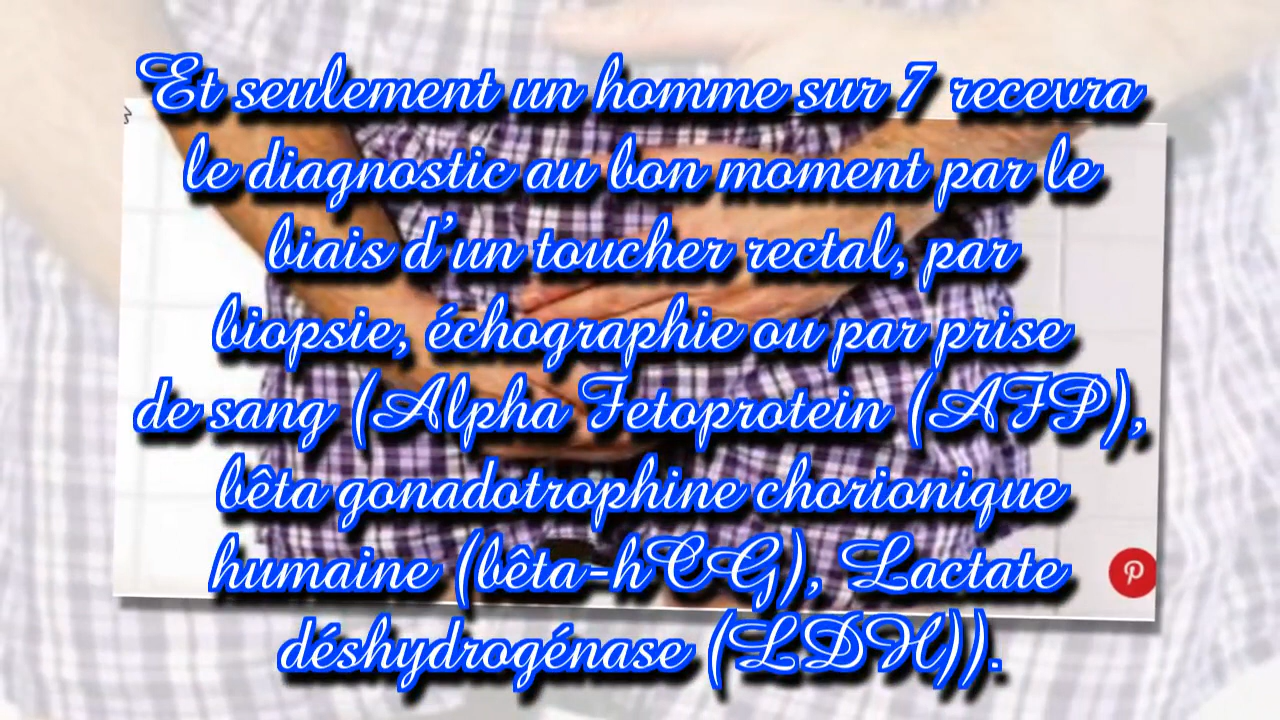 Et seulement un homme sur 7 recevra
le diagnostic au bon moment par le
biais d’un toucher rectal, par
biopsie, échographie ou par prise
de sang (Alpha Fetoprotein (AFP),
bêta gonadotrophine chorionique
humaine (bêta-hCG), Lactate
déshydrogénase (LDH)).